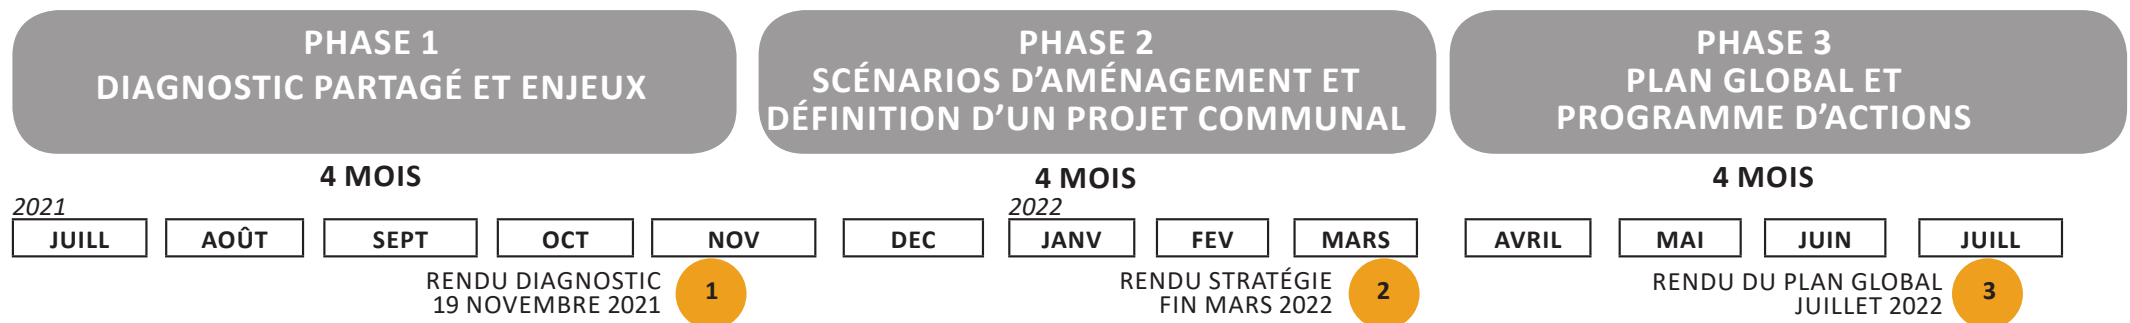 PHASE 1
DIAGNOSTIC PARTAGÉ ET ENJEUX
PHASE 2
SCÉNARIOS D’AMÉNAGEMENT ET
DÉFINITION D’UN PROJET COMMUNAL
PHASE 3
PLAN GLOBAL ET
PROGRAMME D’ACTIONS
4 MOIS
4 MOIS
4 MOIS
2021
2022
JUILL
AOÛT
SEPT
OCT
NOV
DEC
JANV
FEV
MARS
AVRIL
MAI
JUIN
JUILL
RENDU DIAGNOSTIC
19 NOVEMBRE 2021
1
RENDU STRATÉGIE
FIN MARS 2022
2
RENDU DU PLAN GLOBAL
JUILLET 2022
3